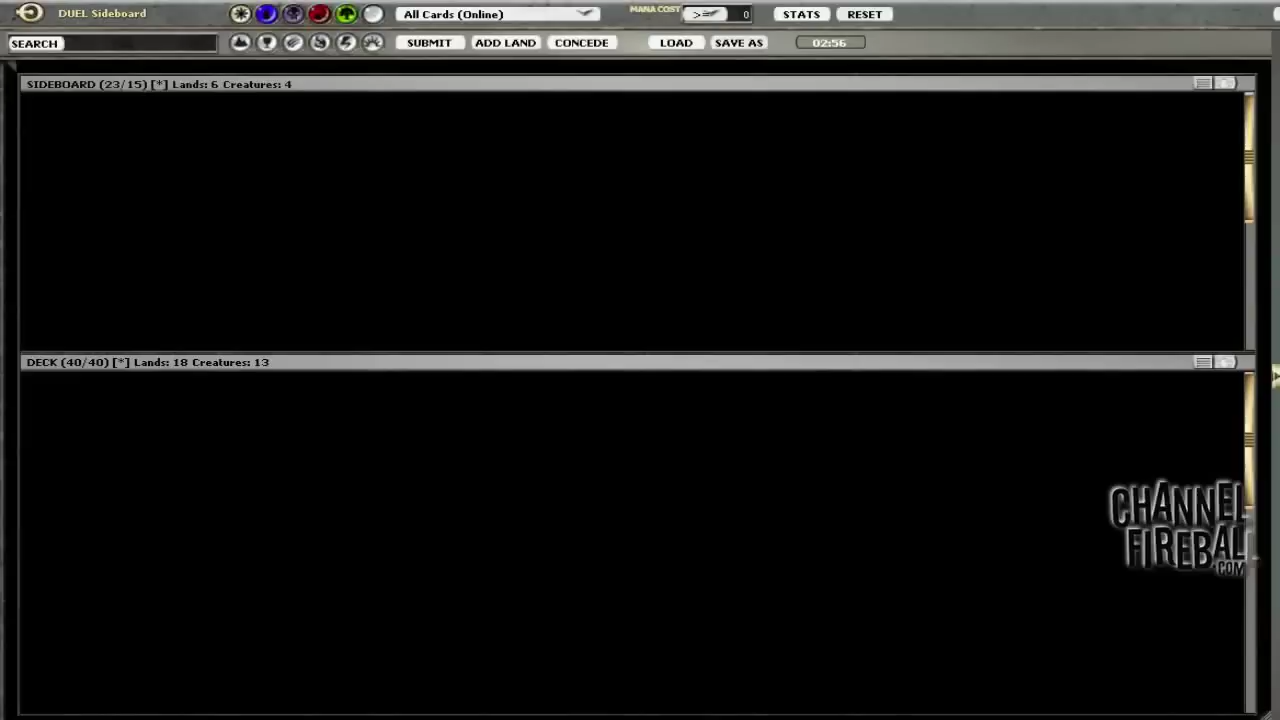 DUEL Sideboard
All Cards (Online)
MANA COST
>=
0
STATS
RESET
SEARCH
SUBMIT
ADD LAND
CONCEDE
LOAD
SAVE AS
02:56
SIDEBOARD (23/15) [*] Lands: 6 Creatures: 4
DECK (40/40) [*] Lands: 18 Creatures: 13
CHANNEL
FIREBALL
.COM